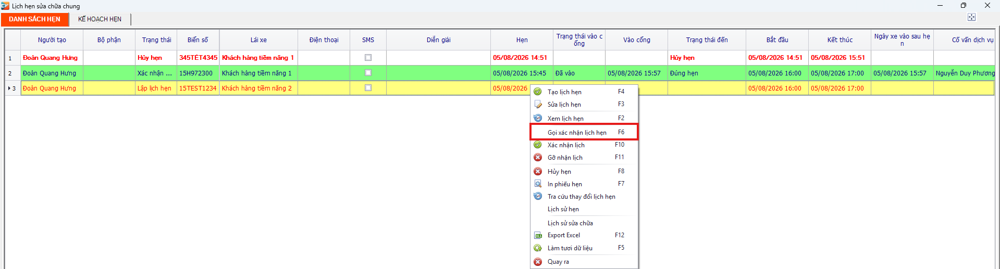 Lịch hẹn sửa chữa chung
DANH SÁCH HẸN KẾ HOẠCH HẸN
Người tạo Bộ phận Trạng thái Biển số Lái xe Điện thoại SMS Diễn giải Hẹn Trạng thái vào c
ổng Vào cổng Trạng thái đến Bắt đầu Kết thúc Ngày xe vào sau hẹ
n Cố vấn dịch vụ
1 Đoàn Quang Hưng Hủy hẹn 345TÉT4345 Khách hàng tiềm năng 1 05/08/2026 14:51 Hủy hẹn 05/08/2026 14:51 05/08/2026 15:51
2 Đoàn Quang Hưng Xác nhận ... 15H972300 Khách hàng tiềm năng 1 05/08/2026 15:45 Đã vào 05/08/2026 15:57 Đúng hẹn 05/08/2026 16:00 05/08/2026 17:00 05/08/2026 15:57 Nguyễn Duy Phương
3 Đoàn Quang Hưng Lập lịch hẹn 15TEST1234 Khách hàng tiềm năng 2 05/08/2026 05/08/2026 16:00 05/08/2026 17:00
Tạo lịch hẹn F4
Sửa lịch hẹn F3
Xem lịch hẹn F2
Gọi xác nhận lịch hẹn F6
Xác nhận lịch F10
Gỡ nhận lịch F11
Hủy hẹn F8
In phiếu hẹn F7
Tra cứu thay đổi lịch hẹn
Lịch sử hẹn
Lịch sử sửa chữa
Export Excel F12
Làm tươi dữ liệu F5
Quay ra